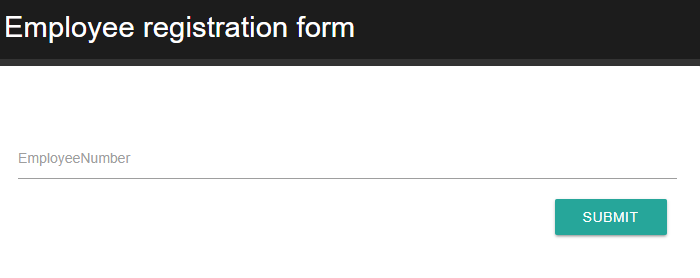 Employee registration form
EmployeeNumber
SUBMIT